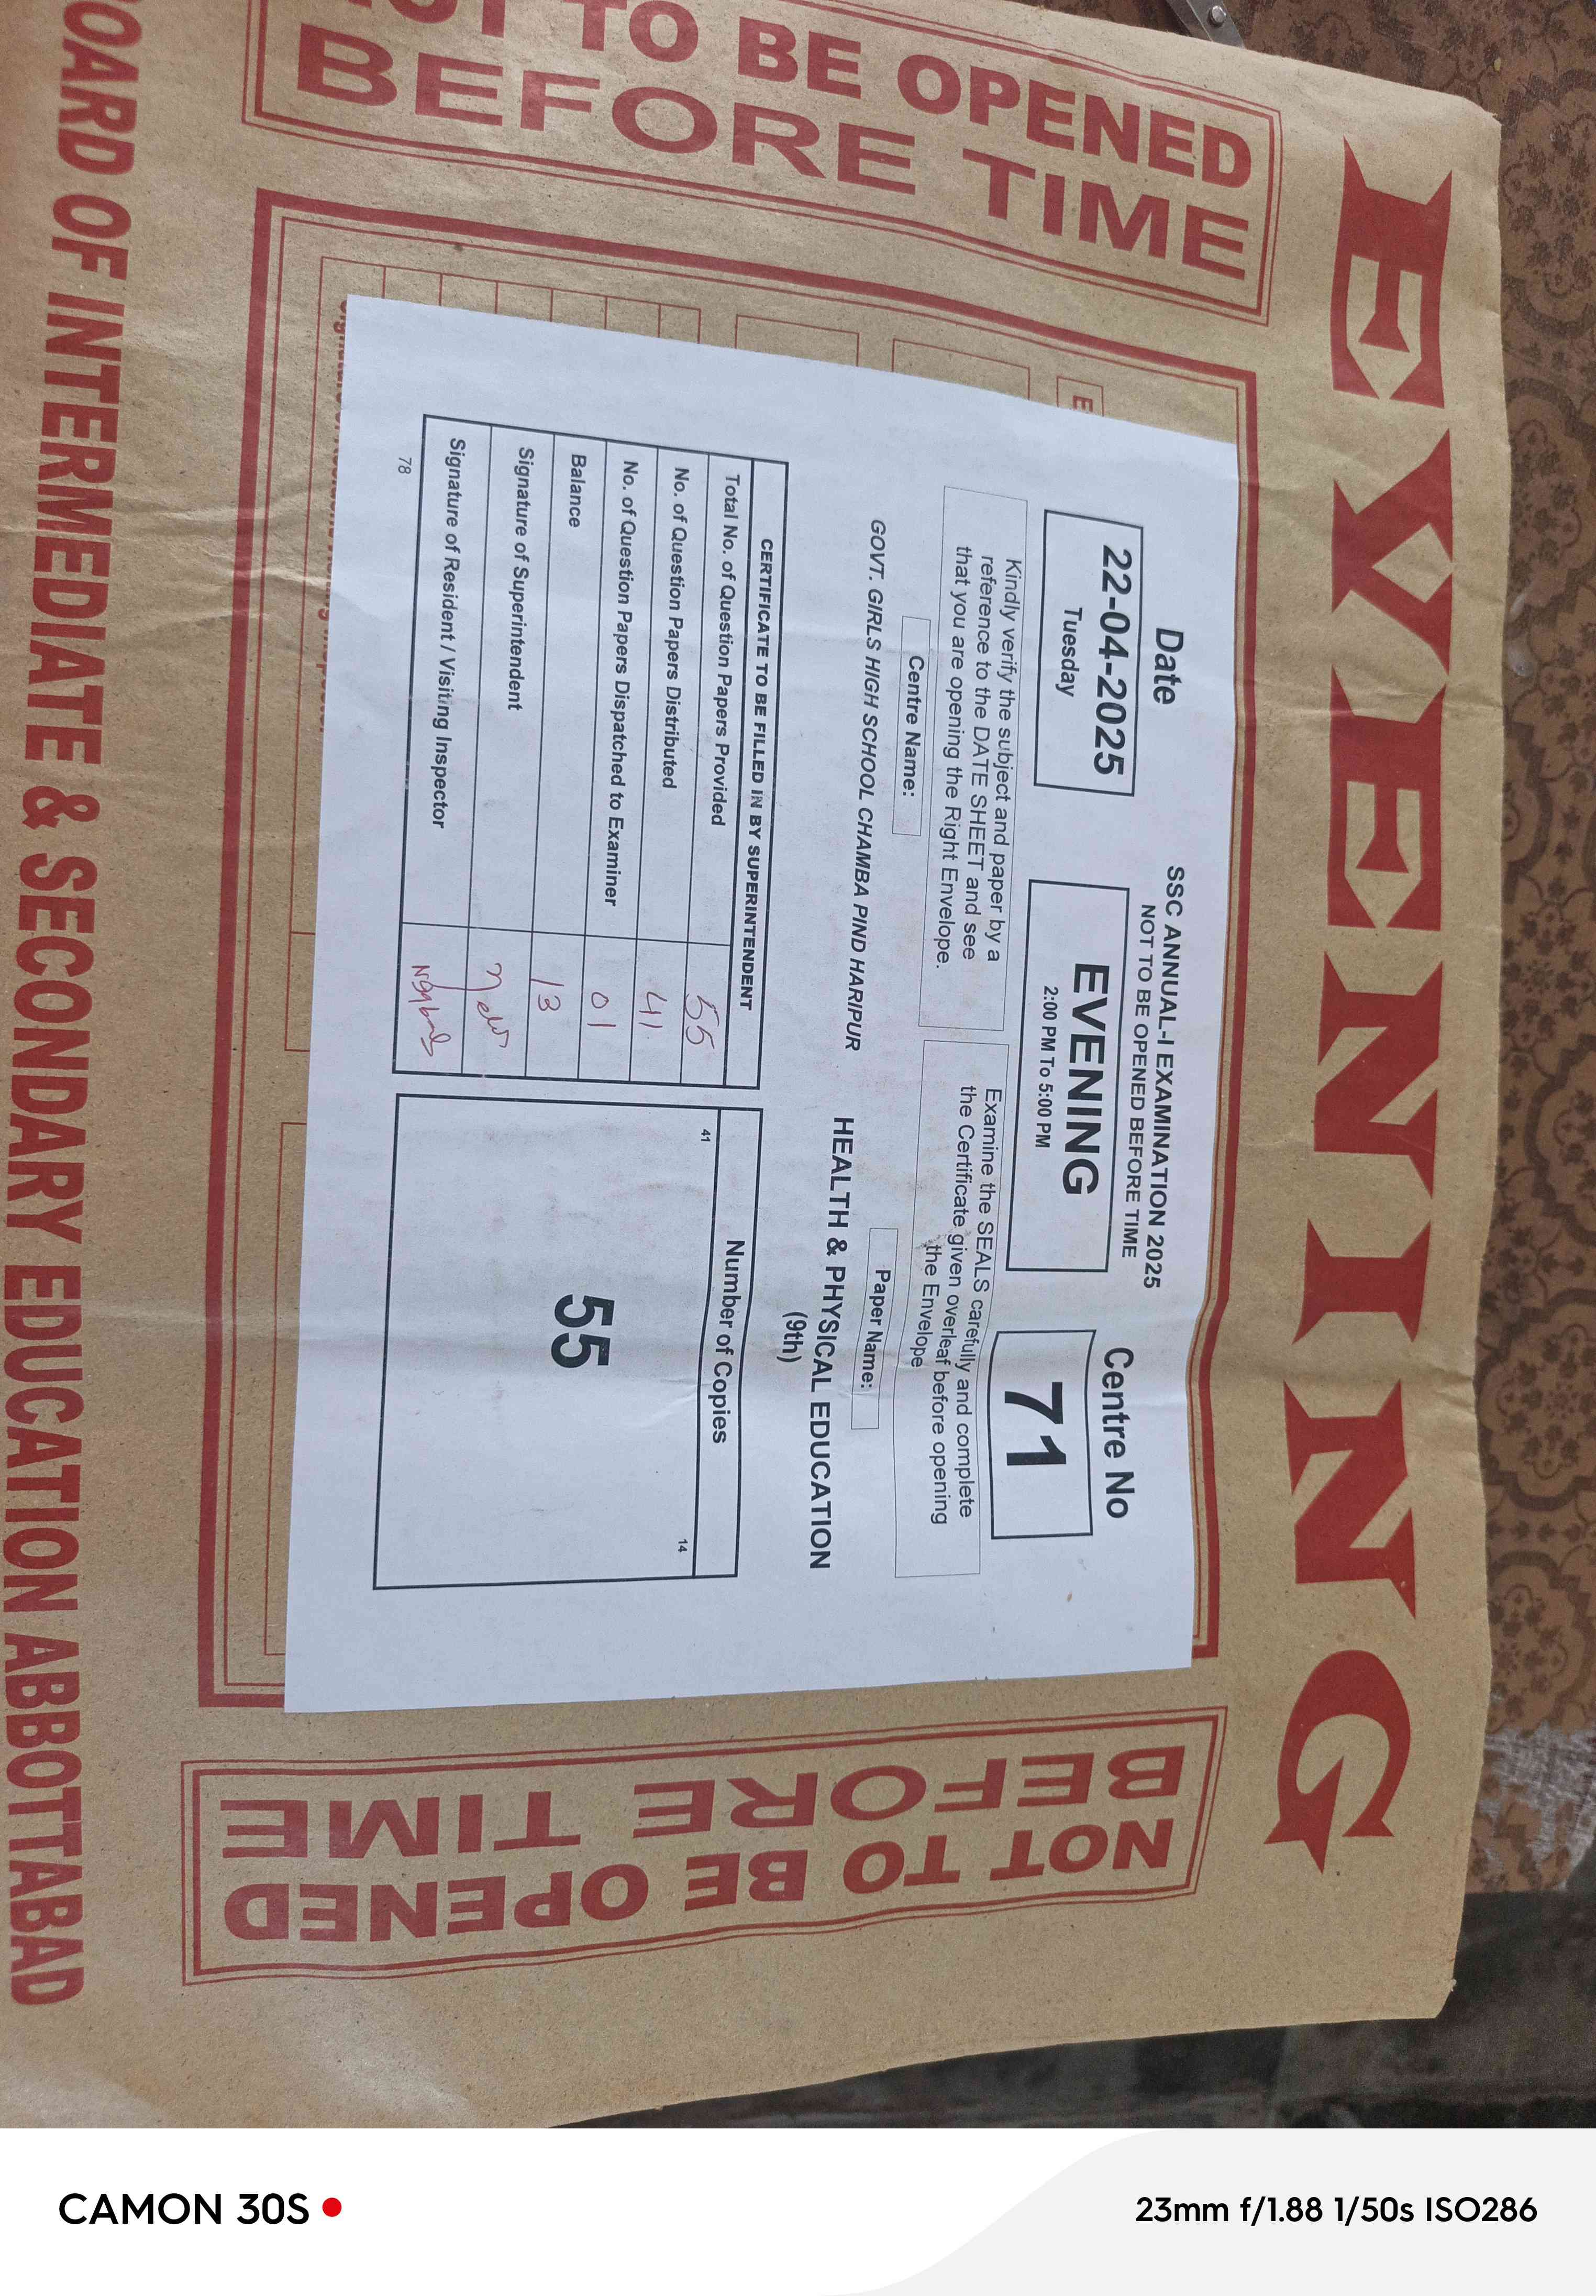 EVENING
NOT TO BE OPENED
BEFORE TIME
E
Date
22-04-2025
Tuesday
SSC ANNUAL-I EXAMINATION 2025
NOT TO BE OPENED BEFORE TIME
EVENING
2:00 PM To 5:00 PM
Centre No
71
Kindly verify the subject and paper by a
reference to the DATE SHEET and see
that you are opening the Right Envelope.
Examine the SEALS carefully and complete
the Certificate given overleaf before opening
the Envelope
Centre Name:
GOVT. GIRLS HIGH SCHOOL CHAMBA PIND HARIPUR
Paper Name:
HEALTH & PHYSICAL EDUCATION
(9th)
CERTIFICATE TO BE FILLED IN BY SUPERINTENDENT
Total No. of Question Papers Provided 55
No. of Question Papers Distributed 41
No. of Question Papers Dispatched to Examiner 01
Balance 13
Signature of Superintendent
Signature of Resident / Visiting Inspector
78
Number of Copies
41 14
55
NOT TO BE OPENED
BEFORE TIME
BOARD OF INTERMEDIATE & SECONDARY EDUCATION ABBOTTABAD
CAMON 30S
23mm f/1.88 1/50s ISO286